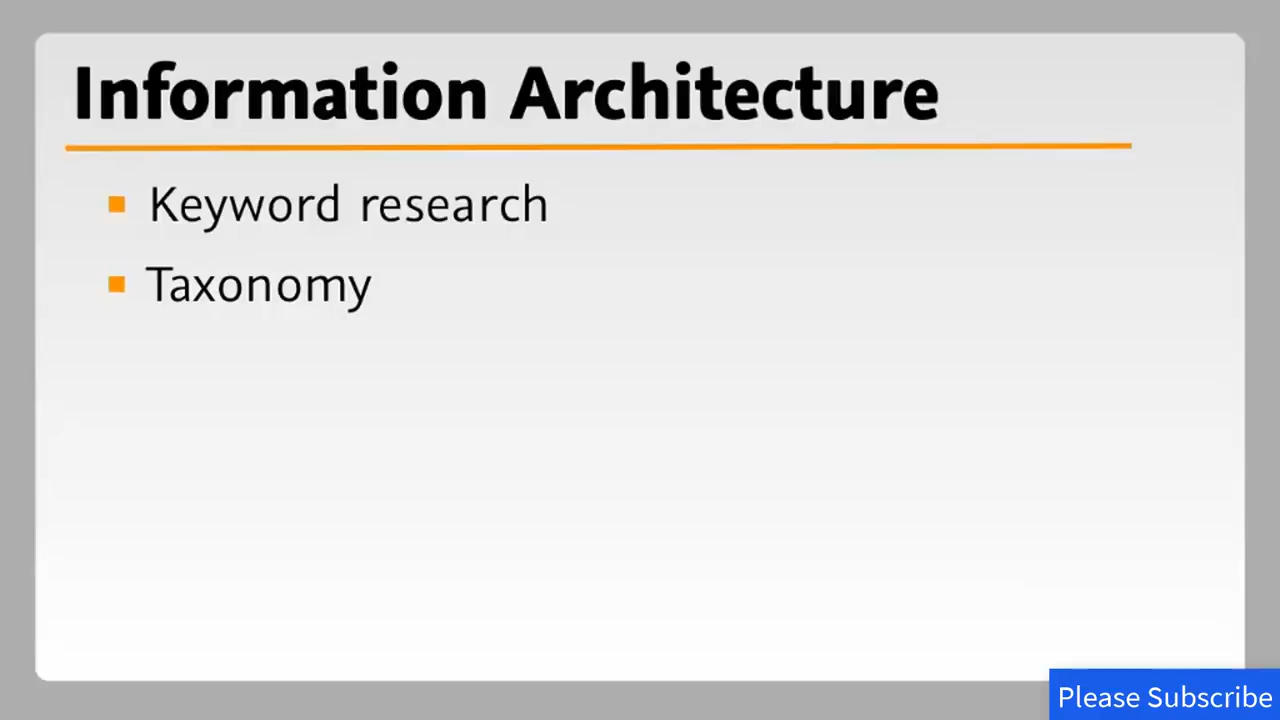 Information Architecture
Keyword research
Taxonomy
Please Subscribe